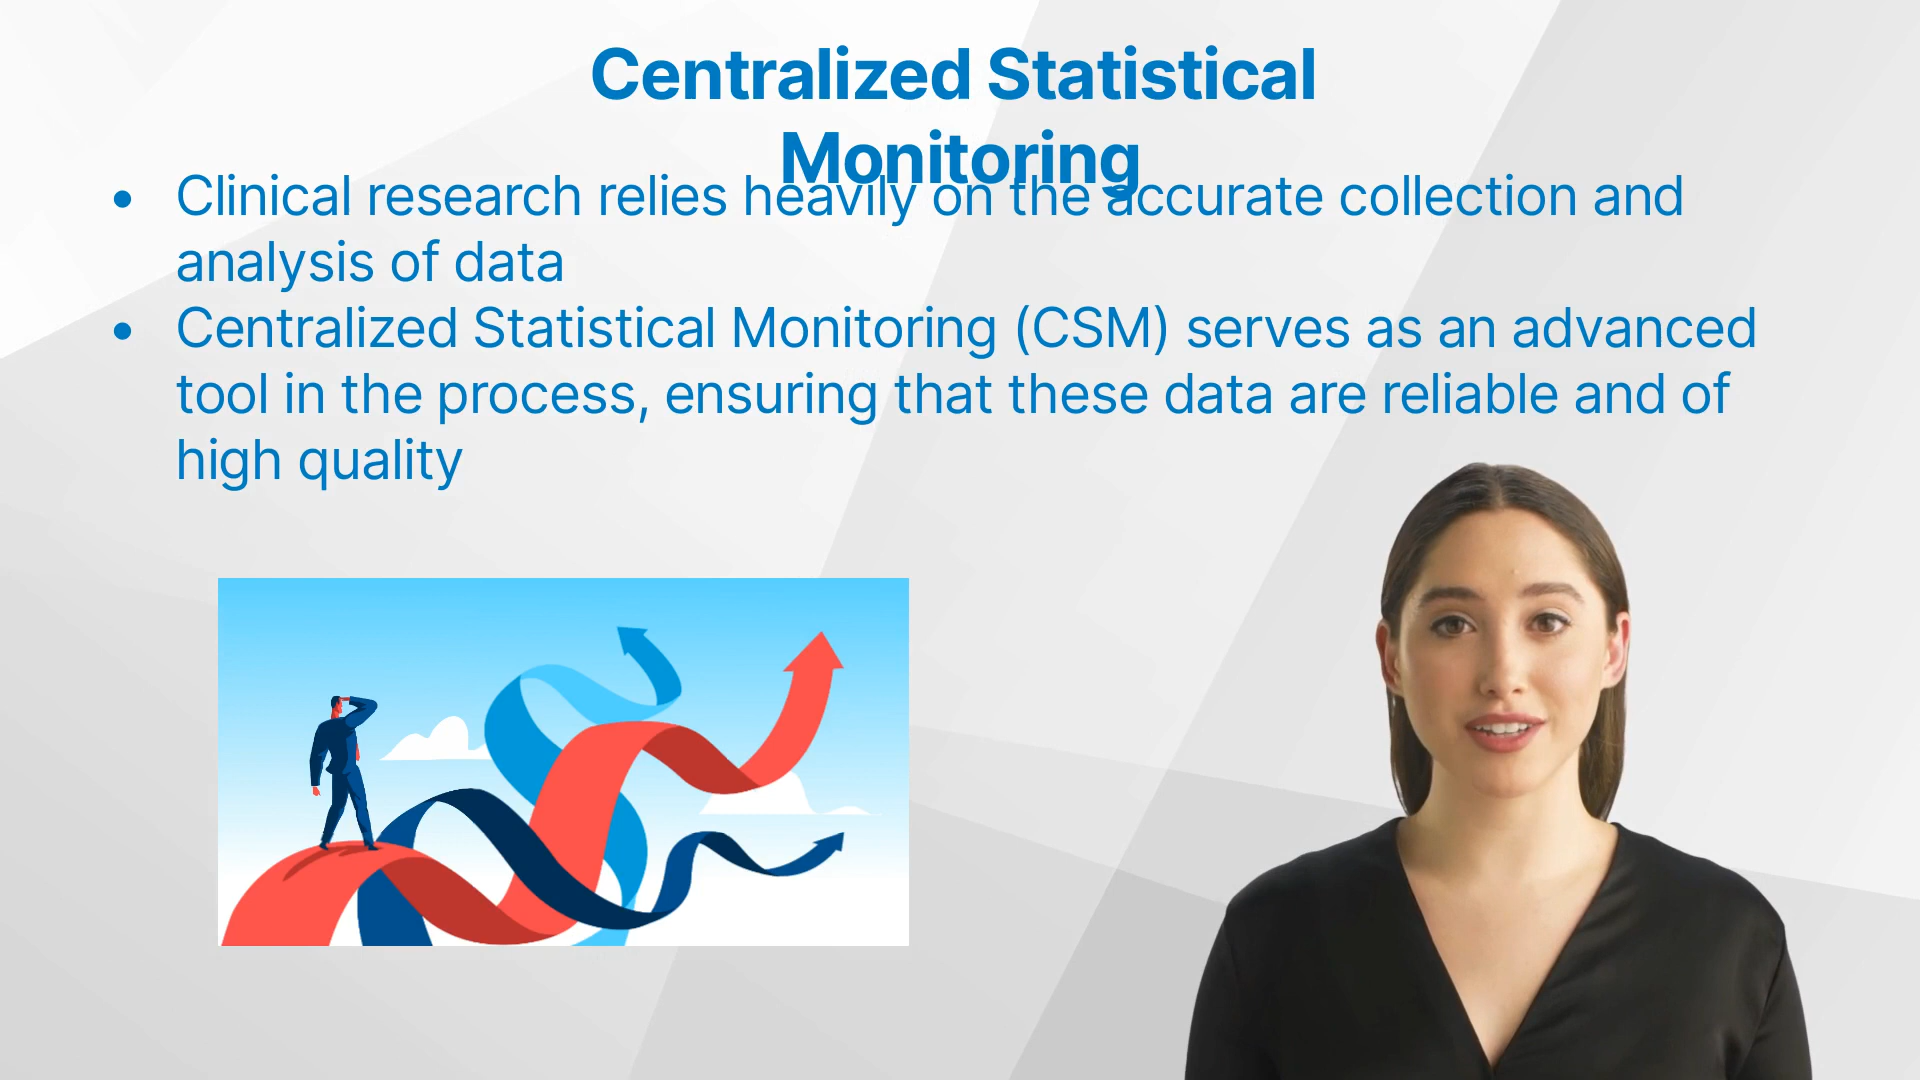 Centralized Statistical
Monitoring
• Clinical research relies heavily on the accurate collection and
analysis of data
• Centralized Statistical Monitoring (CSM) serves as an advanced
tool in the process, ensuring that these data are reliable and of
high quality